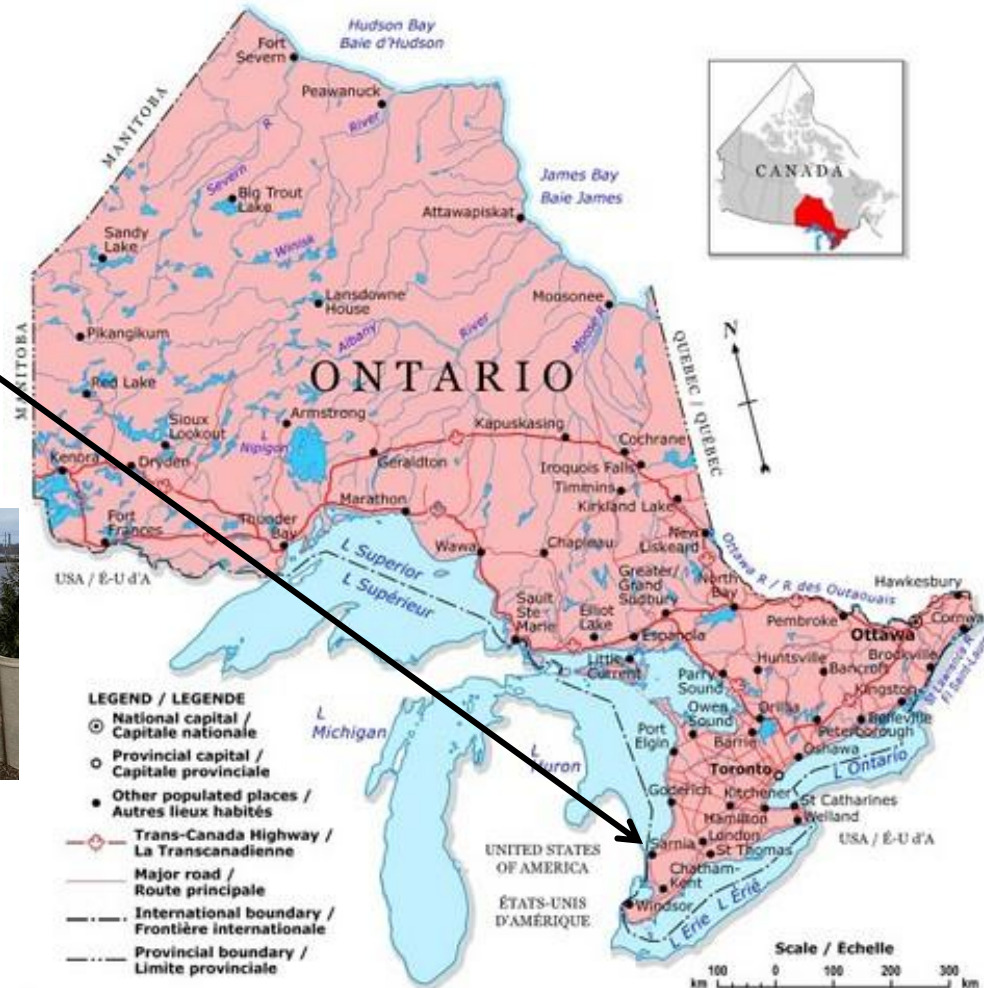 Hudson Bay
Baie d'Hudson
Fort
Severn
Peawanuck
MANITOBA
River
R
Severn
Big Trout
Lake
James Bay
Baie James
CANADA
Attawapiskat
Sandy
Lake
Winisk
Lansdowne
House
Moosonee
Albany
River
Moose R
Pikangikum
N
MANITOBA
ONTARIO
QUEBEC / QUÉBEC
Red Lake
Armstrong
Sioux
Lookout
L
Nipigon
Kapuskasing
Cochrane
Kenora
Dryden
Geraldton
Iroquois Falls
Timmins
Kirkland Lake
Marathon
Fort
Frances
Thunder
Bay
New
Liskeard
Wawa
Chapleau
USA / É-U d'A
L Superior
L Supérieur
Greater/
Grand
Sudbury
North
Bay
Ottawa R / R des Outaouais
Hawkesbury
Sault
Ste
Marie
Elliot
Lake
Espanola
Pembroke
Ottawa
Cornwa
Little
Current
Huntsville
Bancroft
Brockville
St Lawrence R
Parry
Sound
Kingston
LEGEND / LEGENDE
National capital /
Capitale nationale
Provincial capital /
Capitale provinciale
Other populated places /
Autres lieux habités
Trans-Canada Highway /
La Transcanadienne
Major road /
Route principale
International boundary /
Frontière internationale
Provincial boundary /
Limite provinciale
L
Michigan
L
Huron
Owen
Sound
Port
Elgin
Orillia
Barrie
Belleville
Peterborough
Oshawa
Toronto
L Ontario
Goderich
Kitchener
St Catharines
Hamilton
Welland
USA / É-U d'A
UNITED STATES
OF AMERICA
ÉTATS-UNIS
D'AMÉRIQUE
Sarnia
London
St Thomas
Chatham-
Kent
Windsor
L Erie
L Érié
Scale / Echelle
100 0 100 200 300
km km